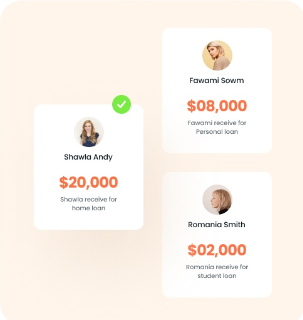 Fawami Sowm
$08,000
Fawami receive for
Personal loan
Shawla Andy
$20,000
Shawla receive for
home loan
Romania Smith
$02,000
Romania receive for
student loan